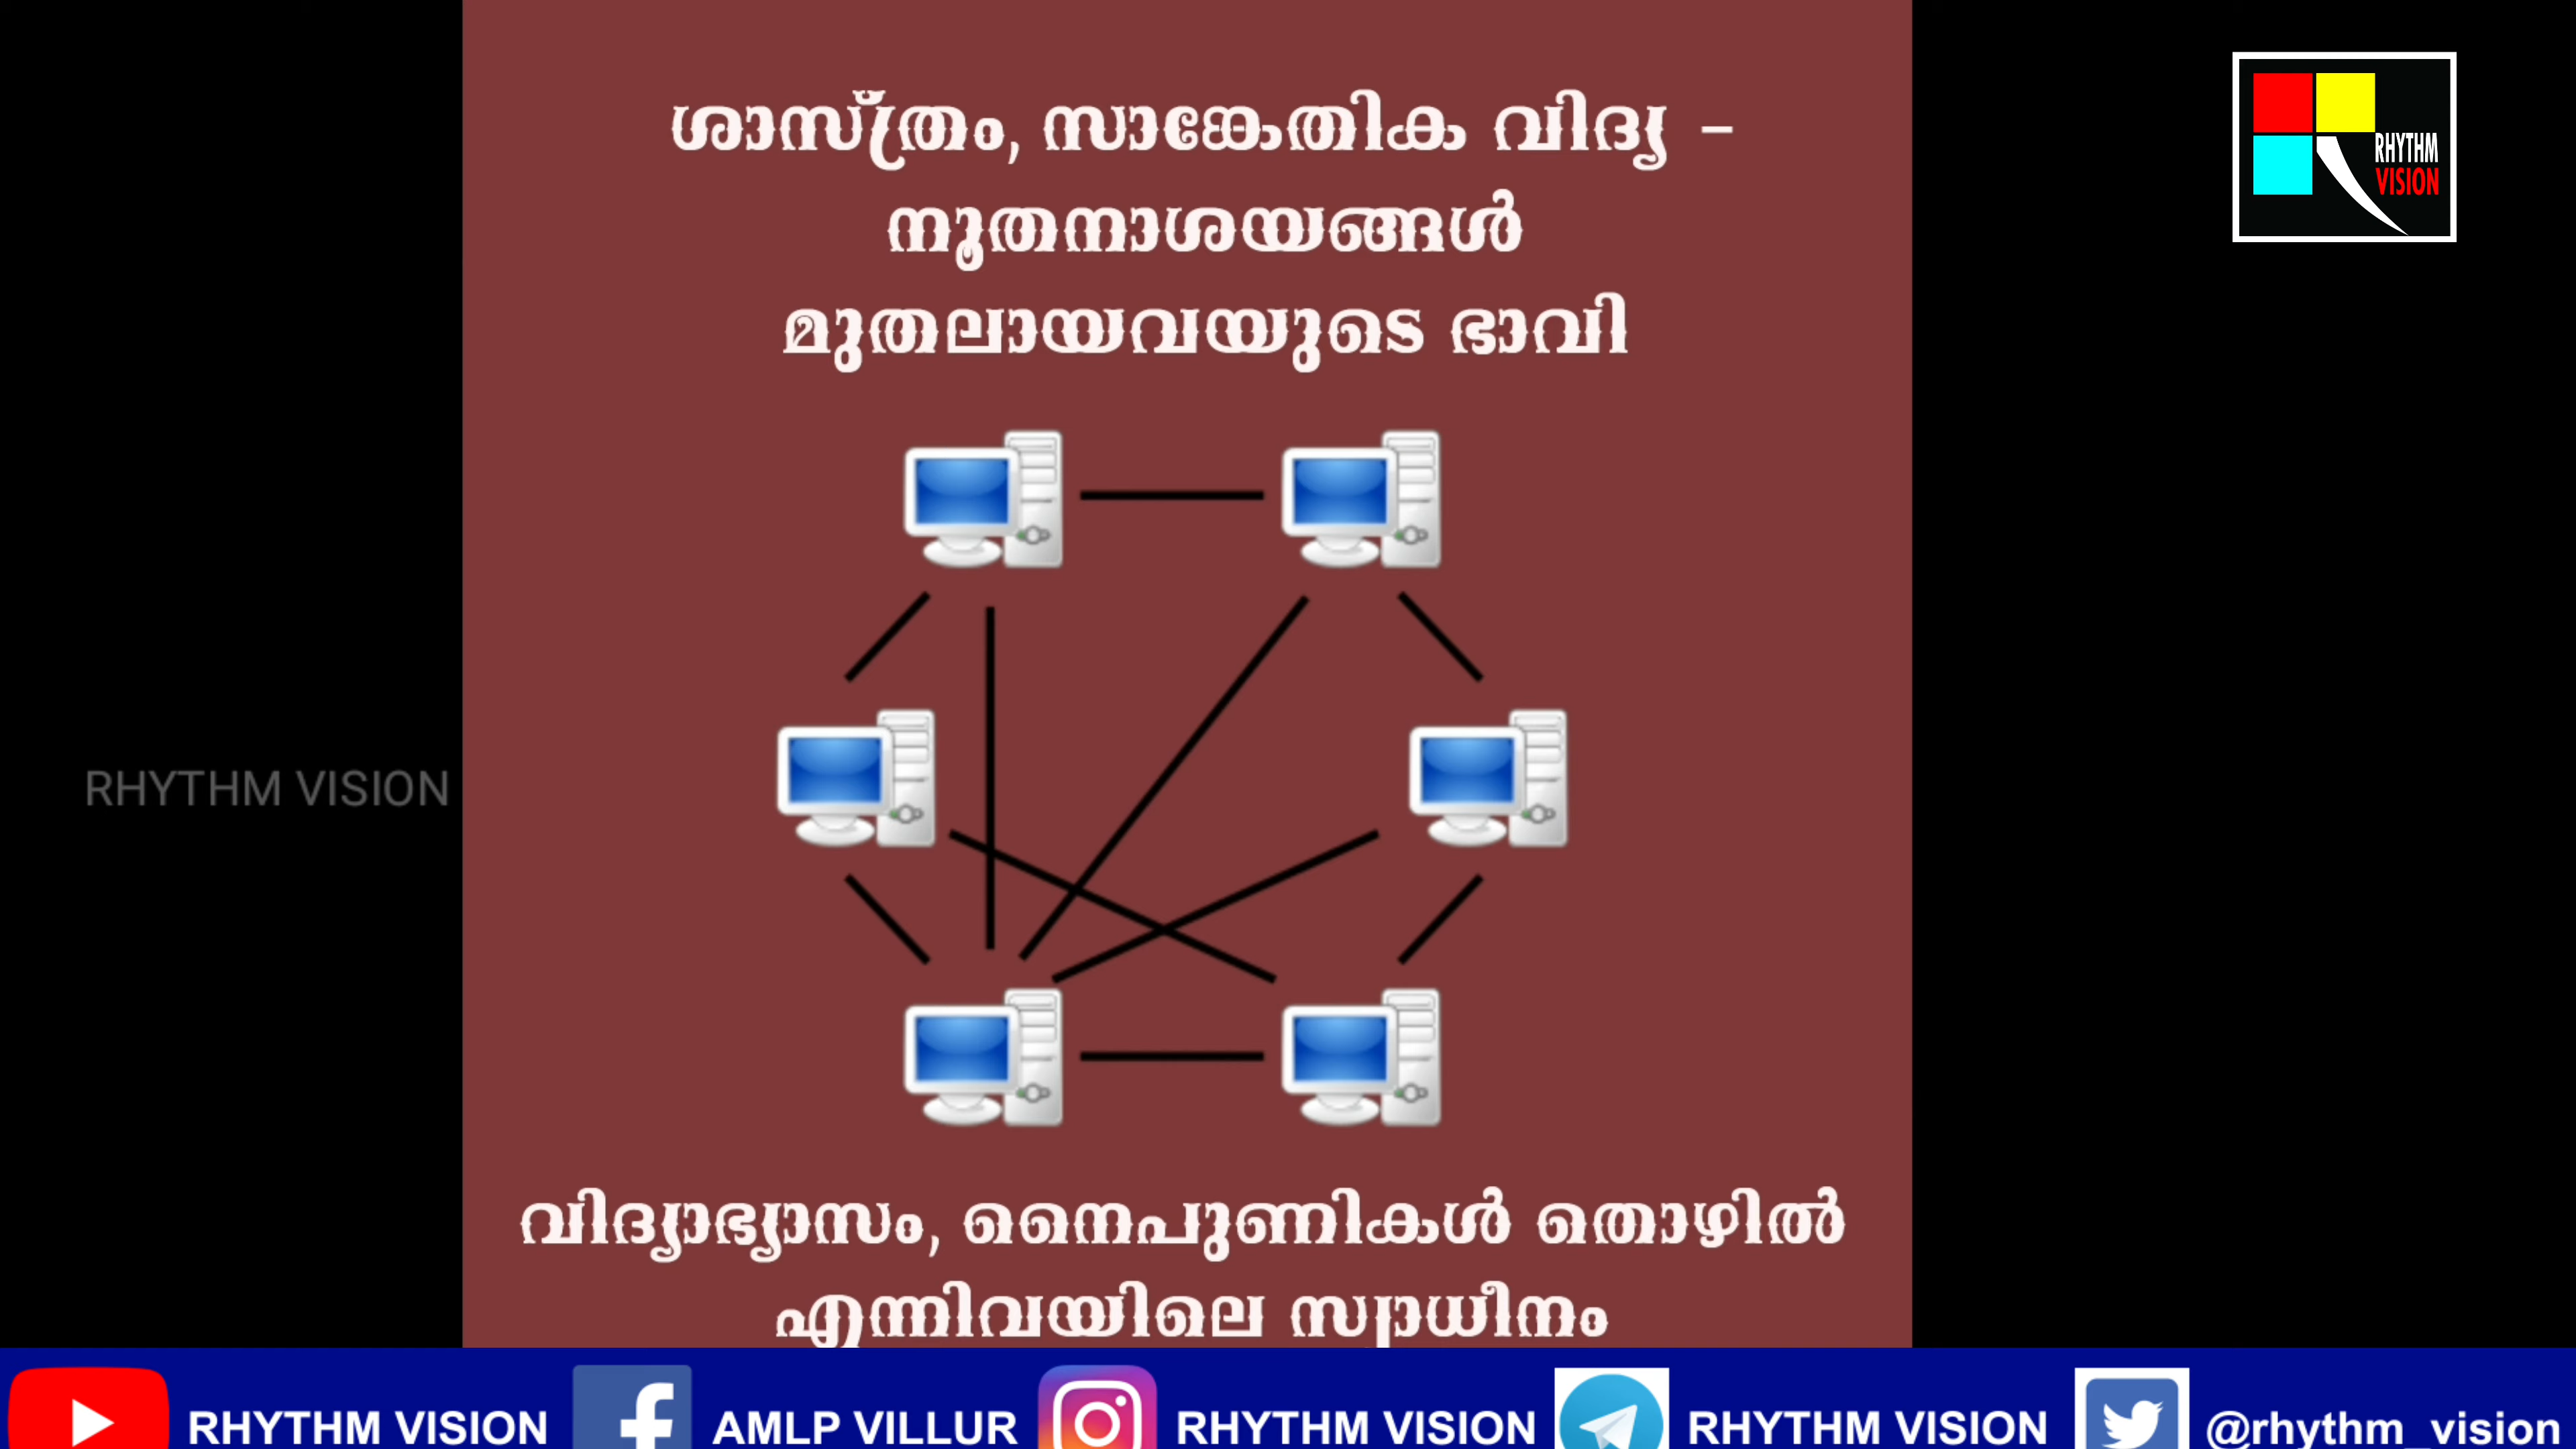 ശാസ്ത്രം, സാങ്കേതിക വിദ്യ -
നൂതനാശയങ്ങൾ
മുതലായവയുടെ ഭാവി
RHYTHM
VISION
RHYTHM VISION
വിദ്യാഭ്യാസം, നൈപുണികൾ തൊഴിൽ
എന്നിവയിലെ സ്വാധീനം
RHYTHM VISION AMLP VILLUR RHYTHM VISION RHYTHM VISION @rhythm_vision